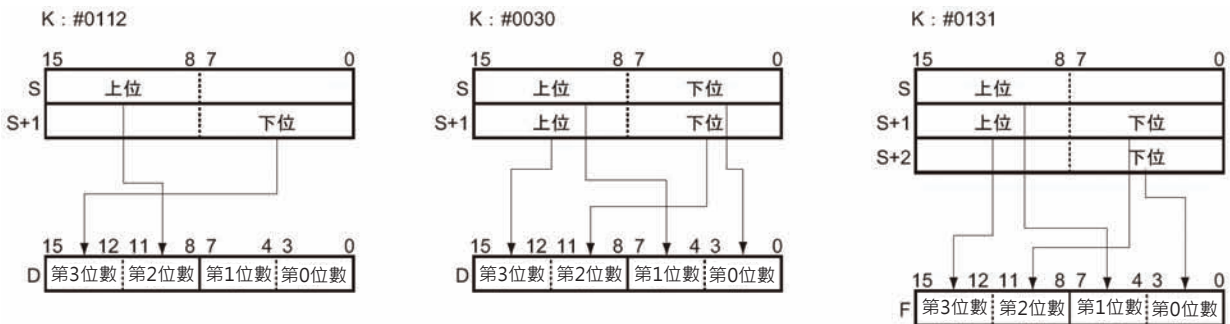 K : #0112
15 8 7 0
S 上位
S+1 下位
15 12 11 8 7 4 3 0
D 第3位數 第2位數 第1位數 第0位數
K : #0030
15 8 7 0
S 上位 下位
S+1 上位 下位
15 12 11 8 7 4 3 0
D 第3位數 第2位數 第1位數 第0位數
K : #0131
15 8 7 0
S 上位
S+1 上位 下位
S+2 下位
15 12 11 8 7 4 3 0
F 第3位數 第2位數 第1位數 第0位數